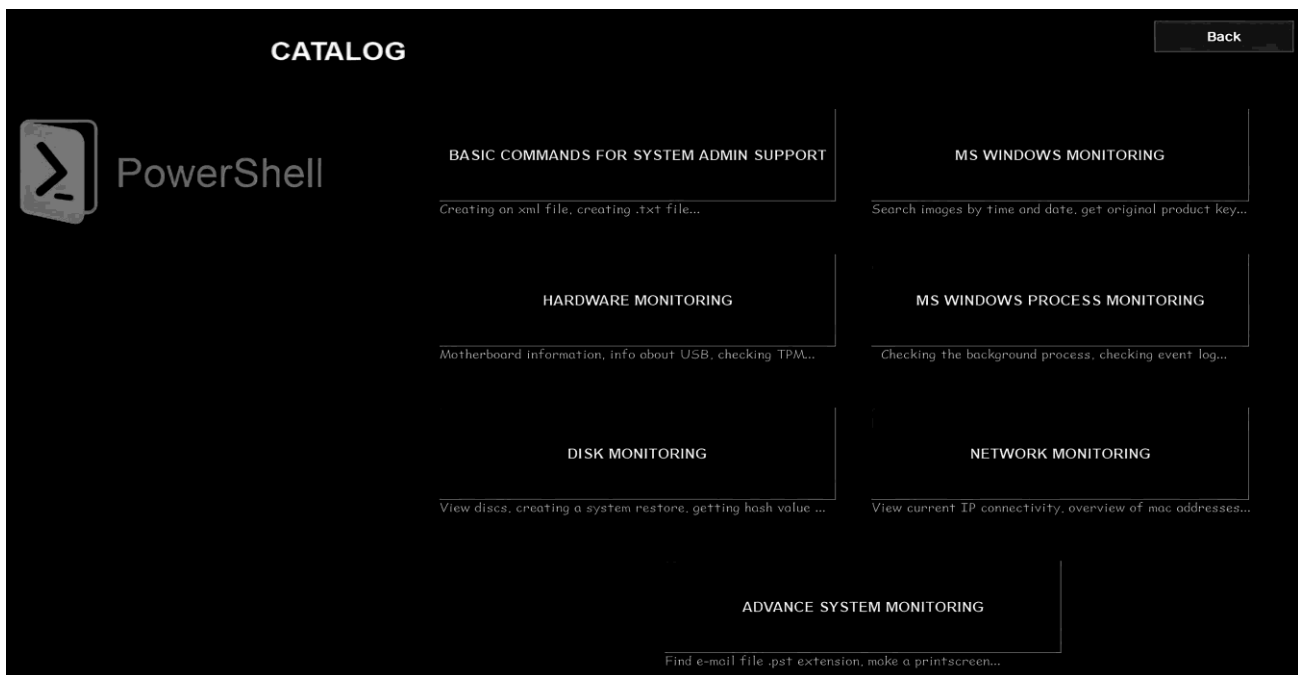 CATALOG
Back
PowerShell
BASIC COMMANDS FOR SYSTEM ADMIN SUPPORT
Creating an xml file, creating .txt file...
MS WINDOWS MONITORING
Search images by time and date, get original product key...
HARDWARE MONITORING
Motherboard information, info about USB, checking TPM...
MS WINDOWS PROCESS MONITORING
Checking the background process, checking event log...
DISK MONITORING
View discs, creating a system restore, getting hash value ...
NETWORK MONITORING
View current IP connectivity, overview of mac addresses...
ADVANCE SYSTEM MONITORING
Find e-mail file .pst extension, make a printscreen...